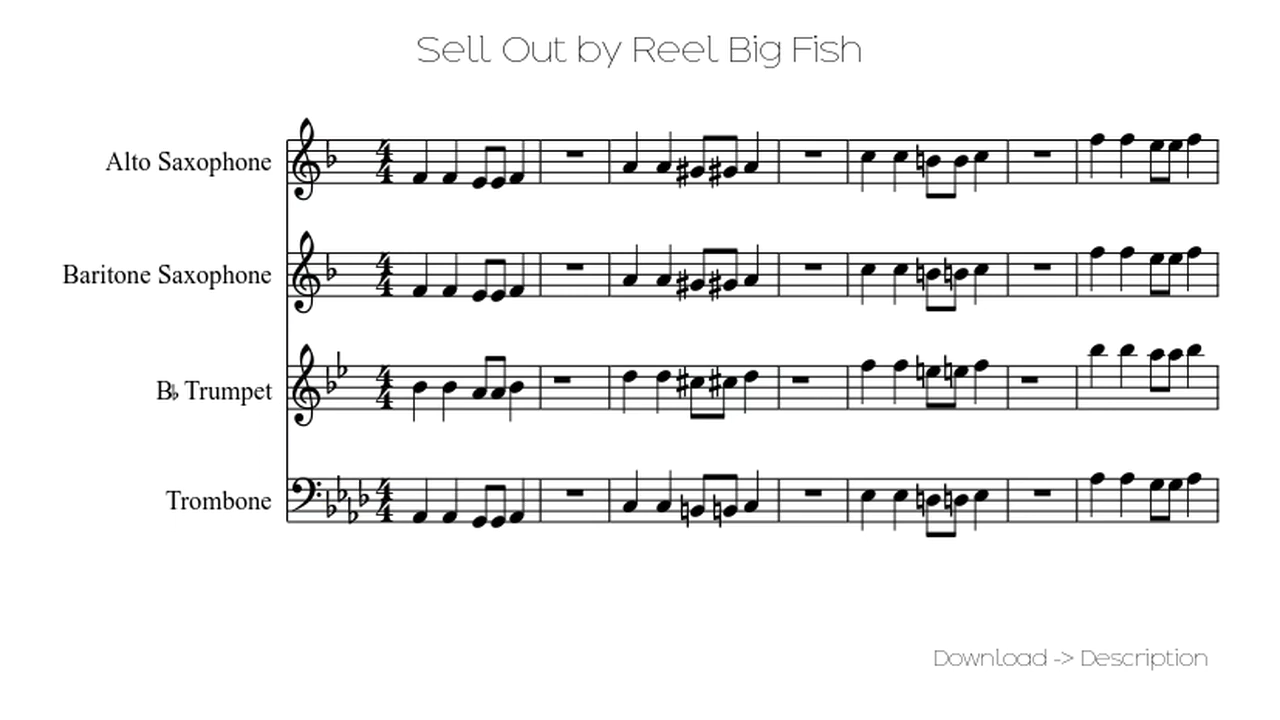 Sell Out by Reel Big Fish
Alto Saxophone
Baritone Saxophone
B♭ Trumpet
Trombone
Download -> Description